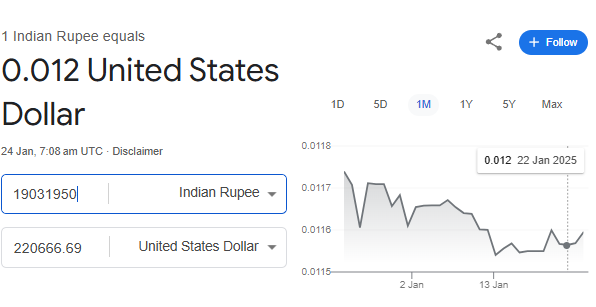 1 Indian Rupee equals
Follow
0.012 United States
Dollar
24 Jan, 7:08 am UTC · Disclaimer
19031950 Indian Rupee
220666.69 United States Dollar
1D 5D 1M 1Y 5Y Max
0.0118
0.012 22 Jan 2025
0.0117
0.0116
0.0115
2 Jan 13 Jan